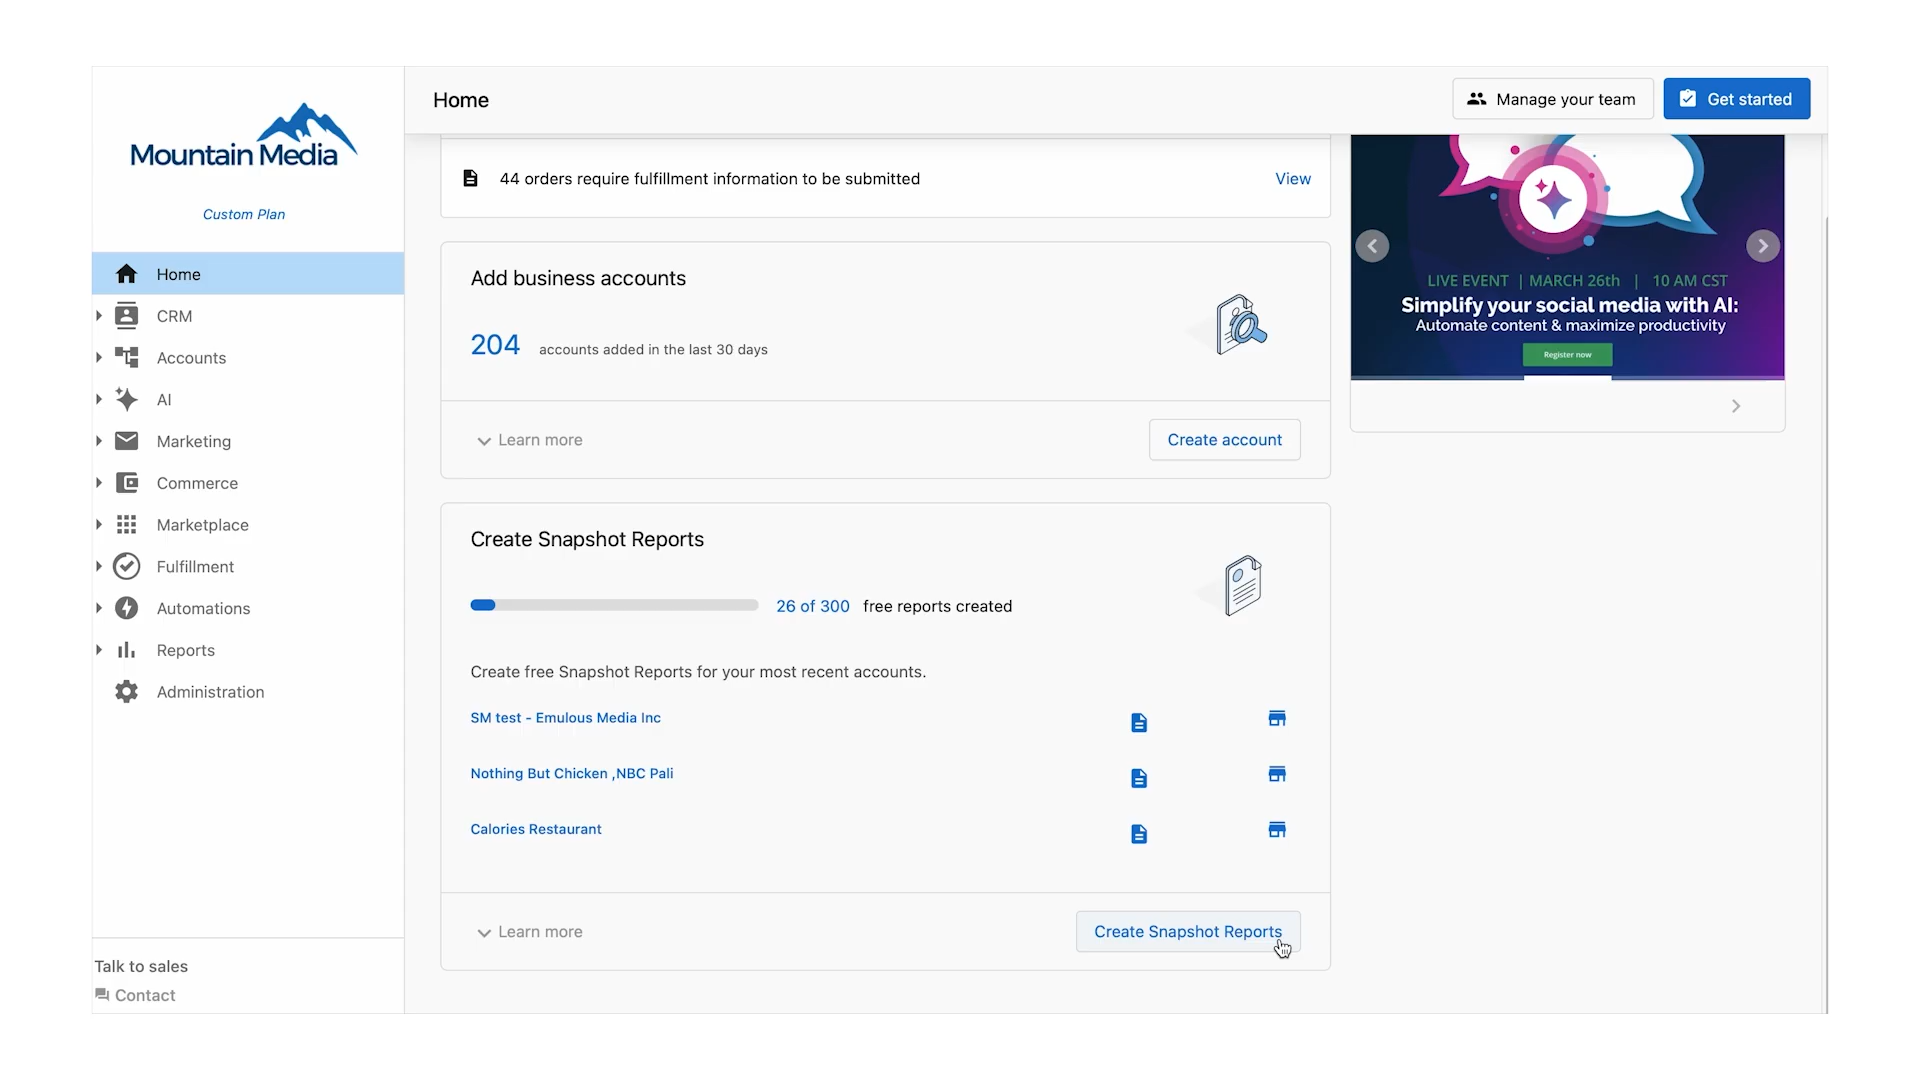 Mountain Media
Custom Plan
Home
CRM
Accounts
AI
Marketing
Commerce
Marketplace
Fulfillment
Automations
Reports
Administration
Talk to sales
Contact
Home
Manage your team
Get started
44 orders require fulfillment information to be submitted
View
Add business accounts
204 accounts added in the last 30 days
Learn more
Create account
Create Snapshot Reports
26 of 300 free reports created
Create free Snapshot Reports for your most recent accounts.
SM test - Emulous Media Inc
Nothing But Chicken ,NBC Pali
Calories Restaurant
Learn more
Create Snapshot Reports
LIVE EVENT | MARCH 26th | 10 AM CST
Simplify your social media with AI:
Automate content & maximize productivity
Register now